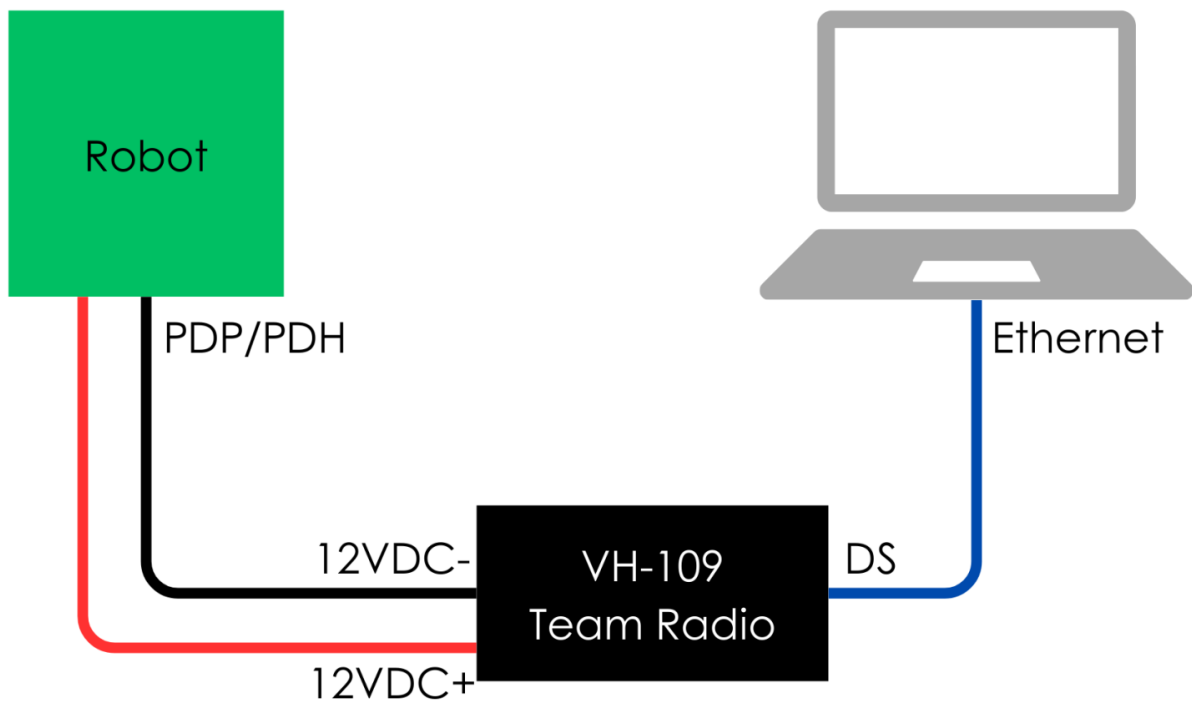 Robot
PDP/PDH
Ethernet
12VDC-
VH-109
Team Radio
DS
12VDC+